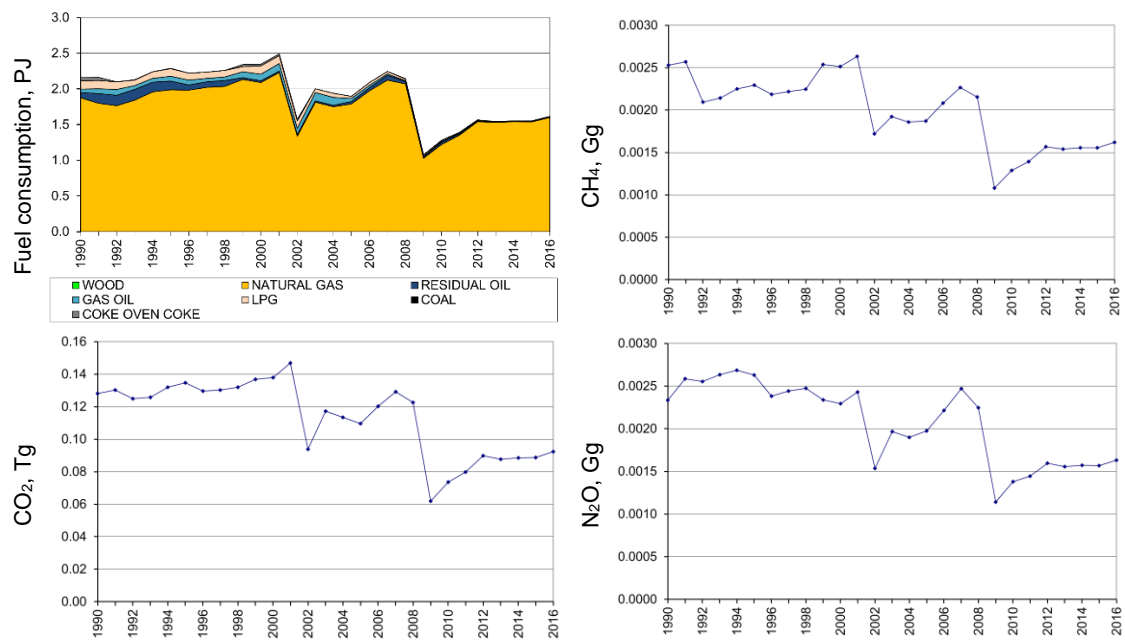 Fuel consumption, PJ
3.0
2.5
2.0
1.5
1.0
0.5
0.0
1990 1992 1994 1996 1998 2000 2002 2004 2006 2008 2010 2012 2014 2016
WOOD NATURAL GAS RESIDUAL OIL
GAS OIL LPG COAL
COKE OVEN COKE
CH₄, Gg
0.0030
0.0025
0.0020
0.0015
0.0010
0.0005
0.0000
1990 1992 1994 1996 1998 2000 2002 2004 2006 2008 2010 2012 2014 2016
CO₂, Tg
0.16
0.14
0.12
0.10
0.08
0.06
0.04
0.02
0.00
1990 1992 1994 1996 1998 2000 2002 2004 2006 2008 2010 2012 2014 2016
N₂O, Gg
0.0030
0.0025
0.0020
0.0015
0.0010
0.0005
0.0000
1990 1992 1994 1996 1998 2000 2002 2004 2006 2008 2010 2012 2014 2016